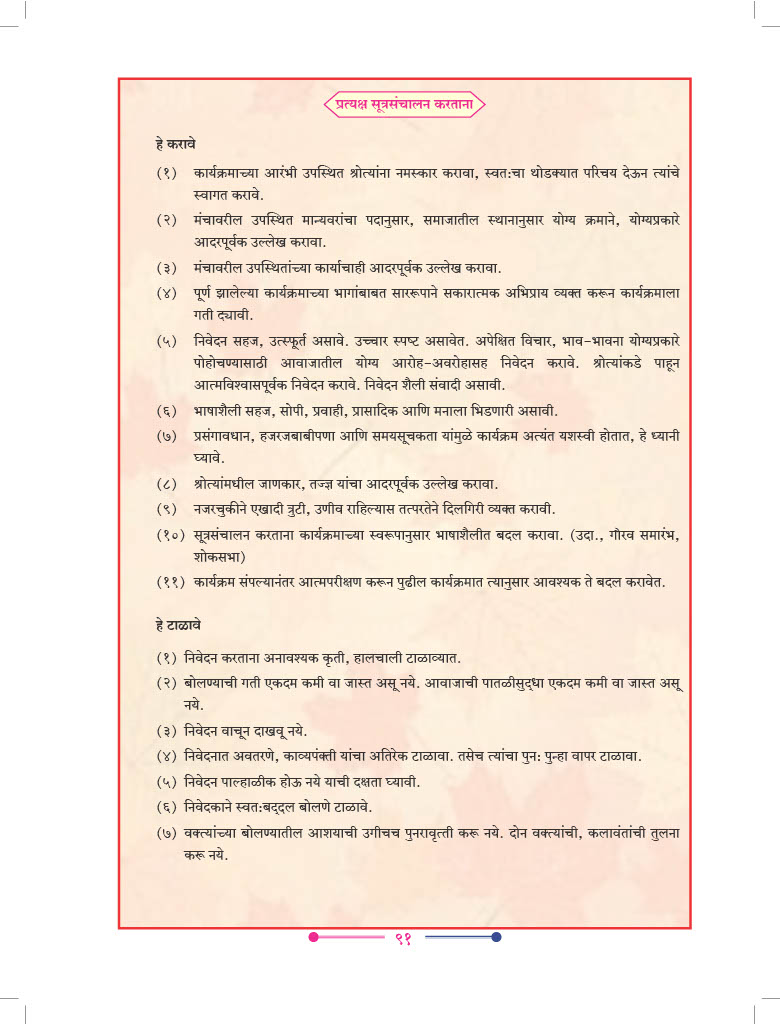 प्रत्यक्ष सूत्रसंचालन करताना
हे करावे
(१) कार्यक्रमाच्या आरंभी उपस्थित श्रोत्यांना नमस्कार करावा, स्वतःचा थोडक्यात परिचय देऊन त्यांचे
स्वागत करावे.
(२) मंचावरील उपस्थित मान्यवरांचा पदानुसार, समाजातील स्थानानुसार योग्य क्रमाने, योग्यप्रकारे
आदरपूर्वक उल्लेख करावा.
(३) मंचावरील उपस्थितांच्या कार्याचाही आदरपूर्वक उल्लेख करावा.
(४) पूर्ण झालेल्या कार्यक्रमाच्या भागांबाबत साररूपाने सकारात्मक अभिप्राय व्यक्त करून कार्यक्रमाला
गती द्यावी.
(५) निवेदन सहज, उत्स्फूर्त असावे. उच्चार स्पष्ट असावेत. अपेक्षित विचार, भाव-भावना योग्यप्रकारे
पोहोचण्यासाठी आवाजातील योग्य आरोह-अवरोहासह निवेदन करावे. श्रोत्यांकडे पाहून
आत्मविश्वासपूर्वक निवेदन करावे. निवेदन शैली संवादी असावी.
(६) भाषाशैली सहज, सोपी, प्रवाही, प्रासादिक आणि मनाला भिडणारी असावी.
(७) प्रसंगावधान, हजरजबाबीपणा आणि समयसूचकता यांमुळे कार्यक्रम अत्यंत यशस्वी होतात, हे ध्यानी
घ्यावे.
(८) श्रोत्यांमधील जाणकार, तज्ज्ञ यांचा आदरपूर्वक उल्लेख करावा.
(९) नजरचुकीने एखादी त्रुटी, उणीव राहिल्यास तत्परतेने दिलगिरी व्यक्त करावी.
(१०) सूत्रसंचालन करताना कार्यक्रमाच्या स्वरूपानुसार भाषाशैलीत बदल करावा. (उदा., गौरव समारंभ,
शोकसभा)
(११) कार्यक्रम संपल्यानंतर आत्मपरीक्षण करून पुढील कार्यक्रमात त्यानुसार आवश्यक ते बदल करावेत.
हे टाळावे
(१) निवेदन करताना अनावश्यक कृती, हालचाली टाळाव्यात.
(२) बोलण्याची गती एकदम कमी वा जास्त असू नये. आवाजाची पातळीसुद्धा एकदम कमी वा जास्त असू
नये.
(३) निवेदन वाचून दाखवू नये.
(४) निवेदनात अवतरणे, काव्यपंक्ती यांचा अतिरेक टाळावा. तसेच त्यांचा पुनः पुन्हा वापर टाळावा.
(५) निवेदन पाल्हाळीक होऊ नये याची दक्षता घ्यावी.
(६) निवेदकाने स्वतःबद्दल बोलणे टाळावे.
(७) वक्त्यांच्या बोलण्यातील आशयाची उगीचच पुनरावृत्ती करू नये. दोन वक्त्यांची, कलावंतांची तुलना
करू नये.
९१